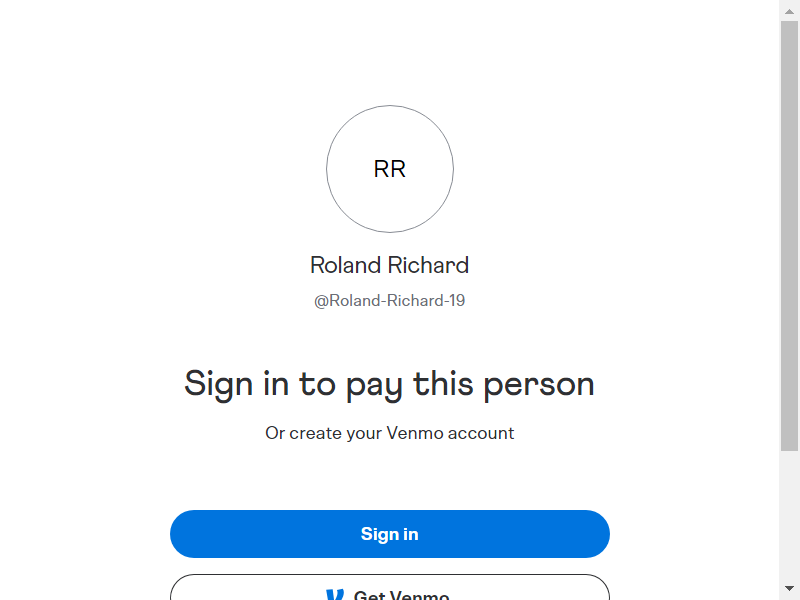 RR
Roland Richard
@Roland-Richard-19
Sign in to pay this person
Or create your Venmo account
Sign in
Get Venmo